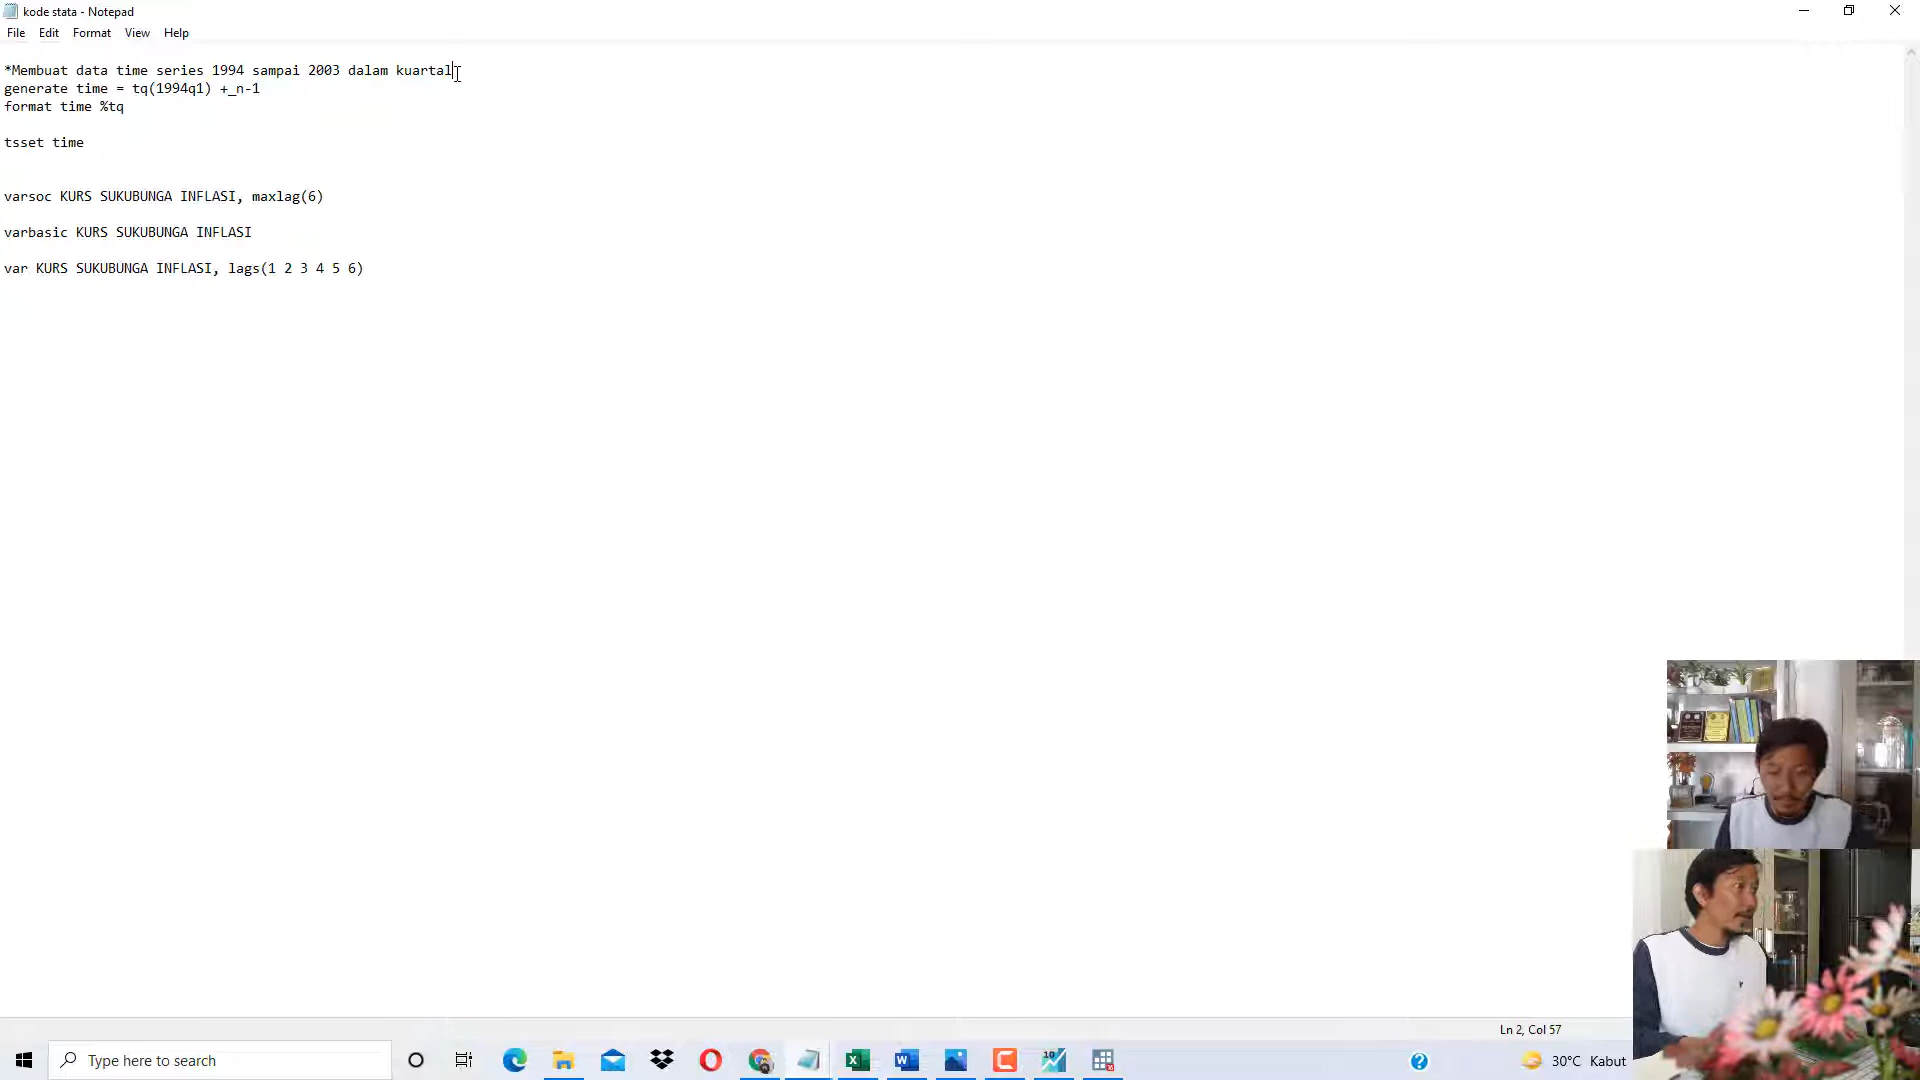 kode stata - Notepad
File Edit Format View Help
*Membuat data time series 1994 sampai 2003 dalam kuartal
generate time = tq(1994q1) +_n-1
format time %tq
tsset time
varsoc KURS SUKUBUNGA INFLASI, maxlag(6)
varbasic KURS SUKUBUNGA INFLASI
var KURS SUKUBUNGA INFLASI, lags(1 2 3 4 5 6)
Ln 2, Col 57
Type here to search
10
16
30°C Kabut